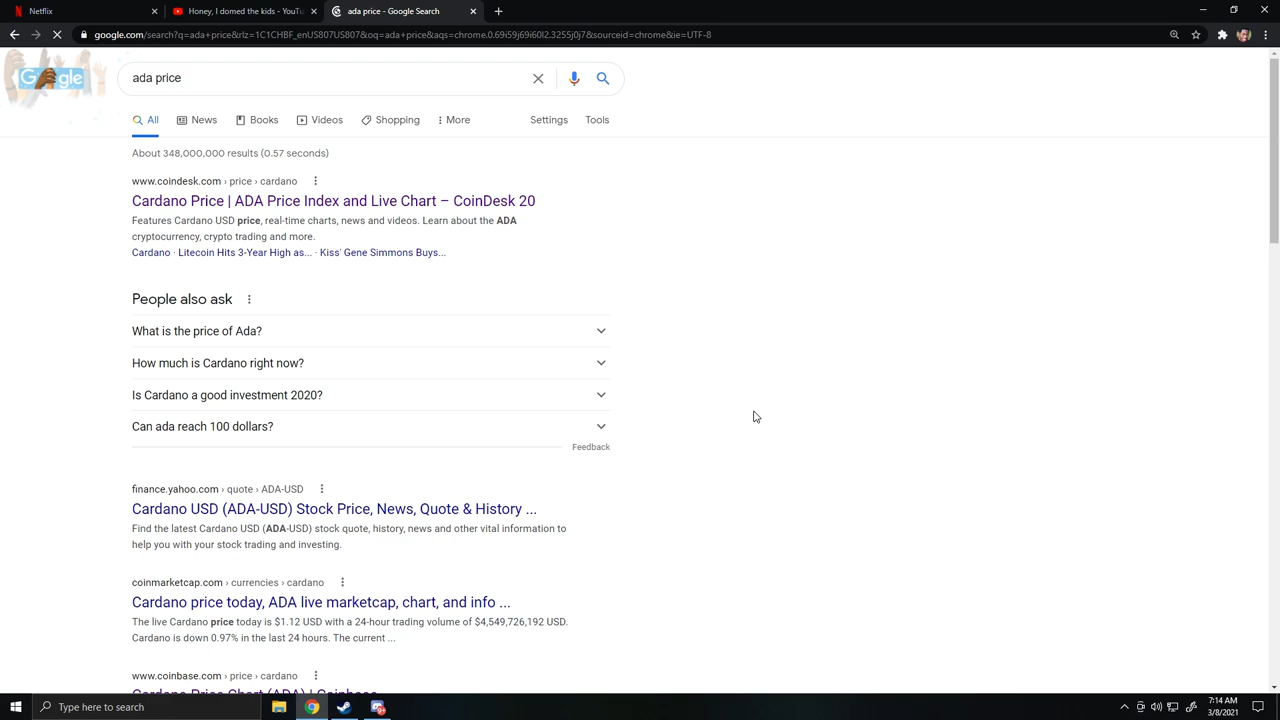 Netflix
Honey, I domed the kids - YouTu
ada price - Google Search
google.com/search?q=ada+price&rlz=1C1CHBF_enUS807US807&oq=ada+price&aqs=chrome.0.69i59j69i60l2.3255j0j7&sourceid=chrome&ie=UTF-8
Google
ada price
All
News
Books
Videos
Shopping
More
Settings
Tools
About 348,000,000 results (0.57 seconds)
www.coindesk.com › price › cardano
Cardano Price | ADA Price Index and Live Chart – CoinDesk 20
Features Cardano USD price, real-time charts, news and videos. Learn about the ADA
cryptocurrency, crypto trading and more.
Cardano · Litecoin Hits 3-Year High as... · Kiss' Gene Simmons Buys...
People also ask
What is the price of Ada?
How much is Cardano right now?
Is Cardano a good investment 2020?
Can ada reach 100 dollars?
Feedback
finance.yahoo.com › quote › ADA-USD
Cardano USD (ADA-USD) Stock Price, News, Quote & History ...
Find the latest Cardano USD (ADA-USD) stock quote, history, news and other vital information to
help you with your stock trading and investing.
coinmarketcap.com › currencies › cardano
Cardano price today, ADA live marketcap, chart, and info ...
The live Cardano price today is $1.12 USD with a 24-hour trading volume of $4,549,726,192 USD.
Cardano is down 0.97% in the last 24 hours. The current ...
www.coinbase.com › price › cardano
Cardano Price Chart (ADA) | Coinbase
Type here to search
7:14 AM
3/8/2021